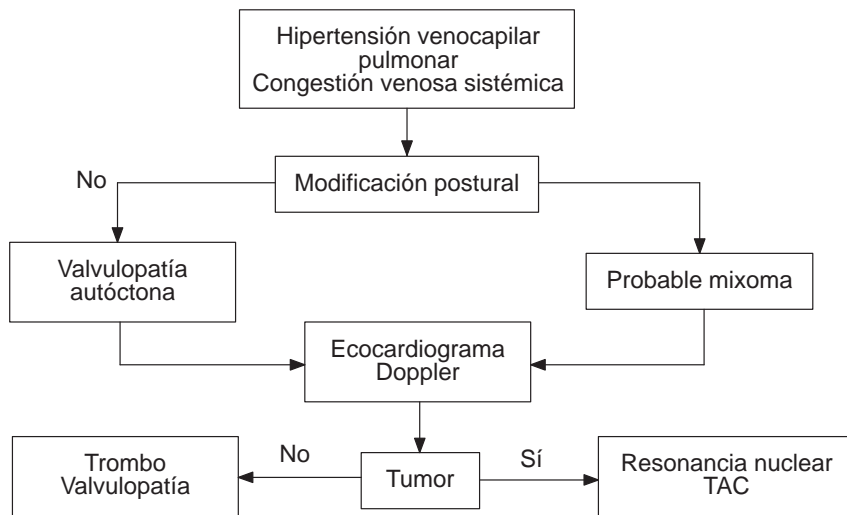 Hipertensión venocapilar
pulmonar
Congestión venosa sistémica
No
Modificación postural
Valvulopatía
autóctona
Probable mixoma
Ecocardiograma
Doppler
Trombo
Valvulopatía
No
Tumor
Sí
Resonancia nuclear
TAC